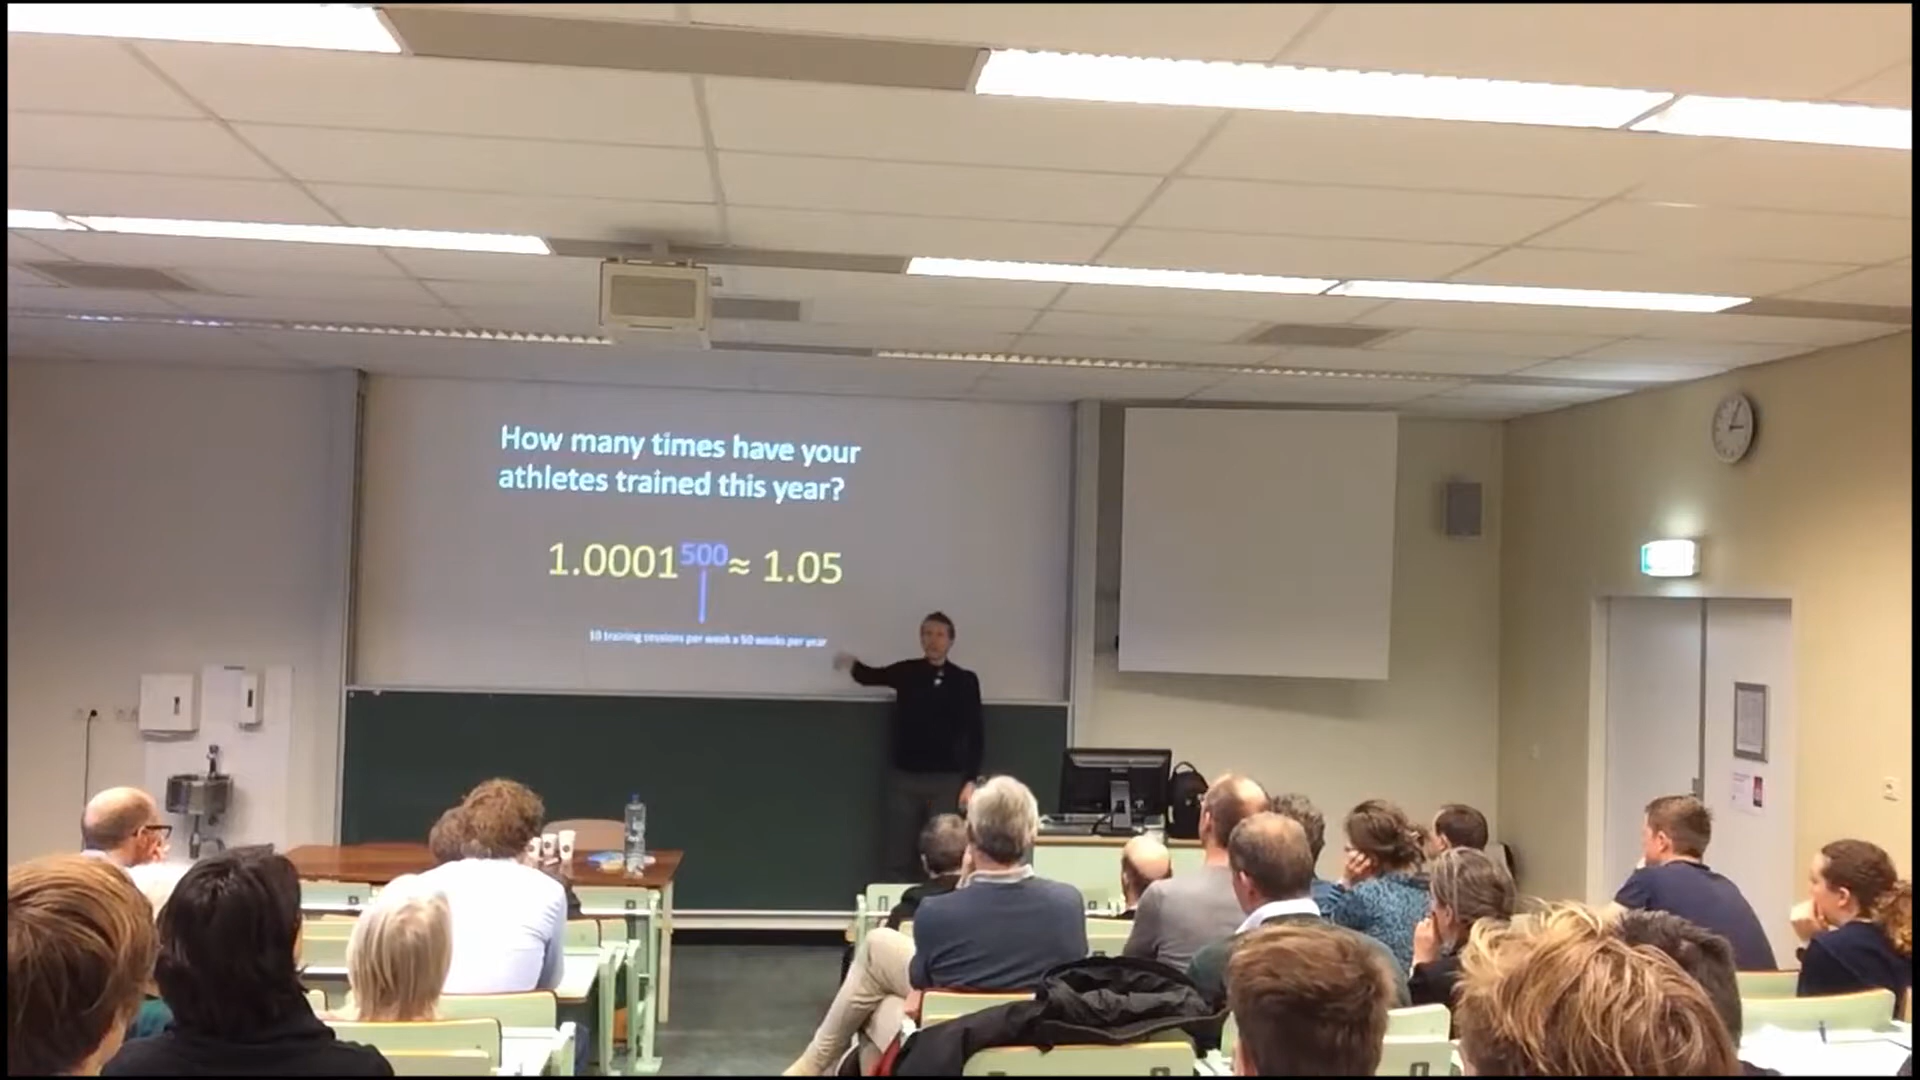 How many times have your
athletes trained this year?
1.0001⁵⁰⁰ ≈ 1.05
10 training sessions per week x 50 weeks per year